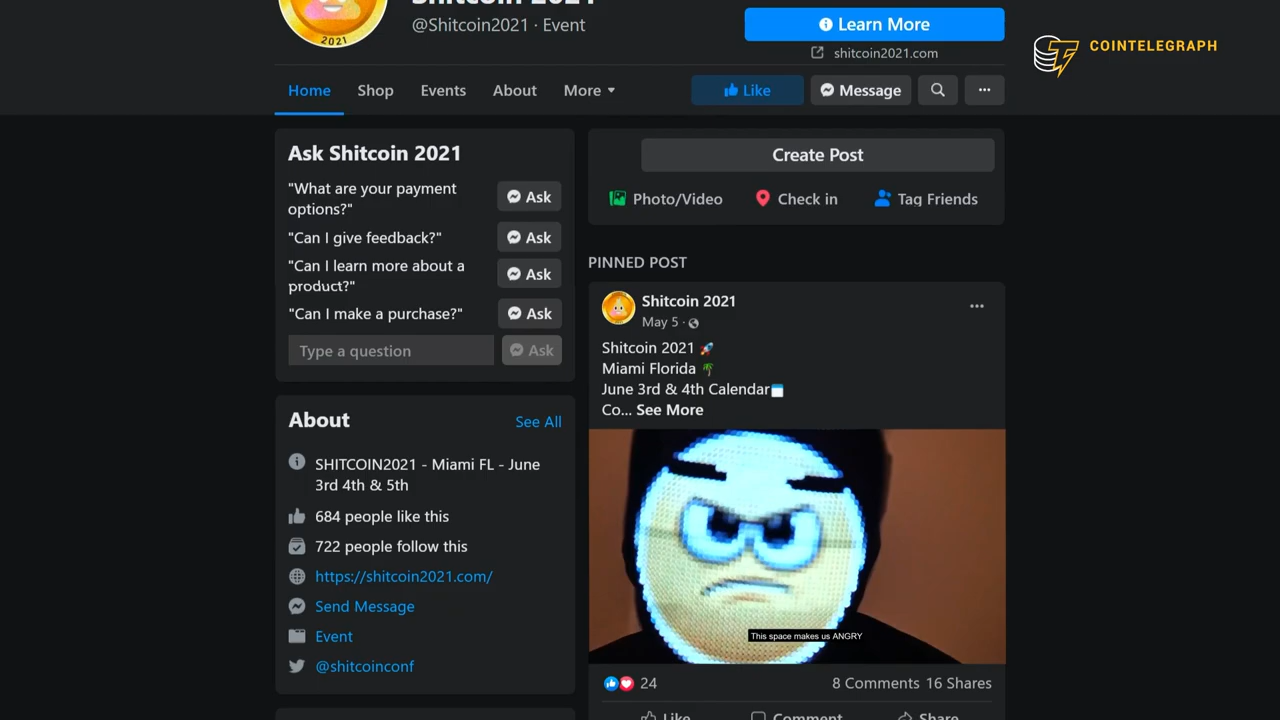 Shitcoin 2021
@Shitcoin2021 · Event
2021
Learn More
shitcoin2021.com
COINTELEGRAPH
Home
Shop
Events
About
More
Like
Message
Ask Shitcoin 2021
"What are your payment
options?"
Ask
"Can I give feedback?"
Ask
"Can I learn more about a
product?"
Ask
"Can I make a purchase?"
Ask
Type a question
Ask
About
See All
SHITCOIN2021 - Miami FL - June
3rd 4th & 5th
684 people like this
722 people follow this
https://shitcoin2021.com/
Send Message
Event
@shitcoinconf
Create Post
Photo/Video
Check in
Tag Friends
PINNED POST
Shitcoin 2021
May 5 ·
Shitcoin 2021 🚀
Miami Florida 🌴
June 3rd & 4th Calendar🗓
Co... See More
This space makes us ANGRY
24
8 Comments 16 Shares
Like
Comment
Share